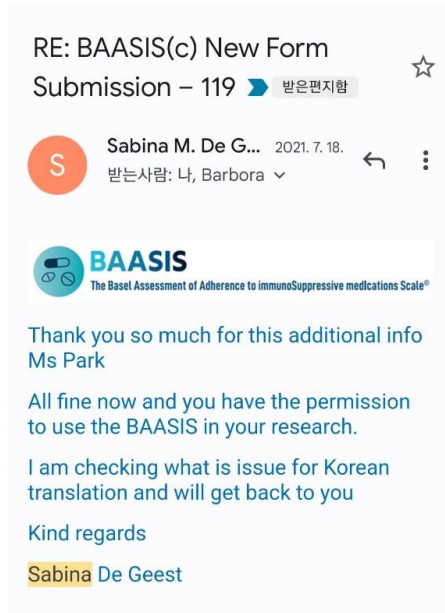 RE: BAASIS(c) New Form
Submission – 119 받은편지함
S
Sabina M. De G... 2021. 7. 18.
받는사람: 나, Barbora
BAASIS
The Basel Assessment of Adherence to immunoSuppressive medIcations Scale®
Thank you so much for this additional info
Ms Park
All fine now and you have the permission
to use the BAASIS in your research.
I am checking what is issue for Korean
translation and will get back to you
Kind regards
Sabina De Geest